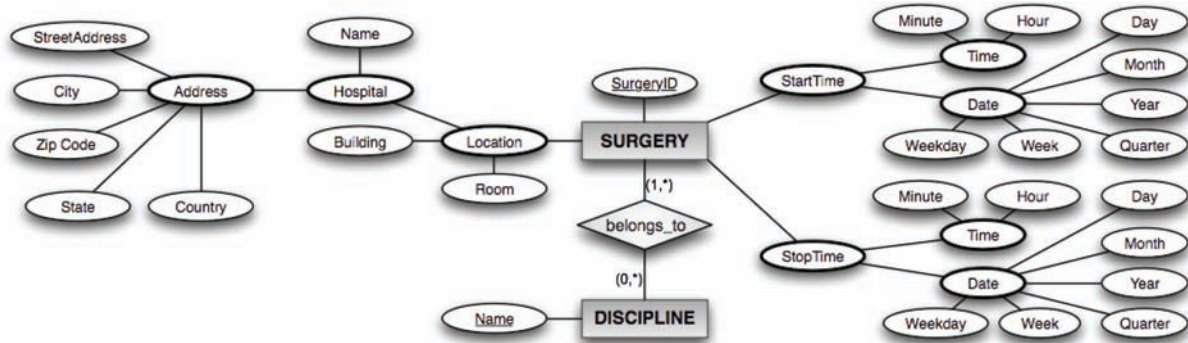 Minute
Hour
Day
StreetAddress
Name
Time
Month
SurgeryID
StartTime
City
Address
Hospital
Date
Year
Zip Code
Building
Location
SURGERY
Weekday
Week
Quarter
Room
(1,*)
State
Country
Minute
Hour
Day
belongs_to
Time
Month
StopTime
(0,*)
Date
Year
Name
DISCIPLINE
Weekday
Week
Quarter